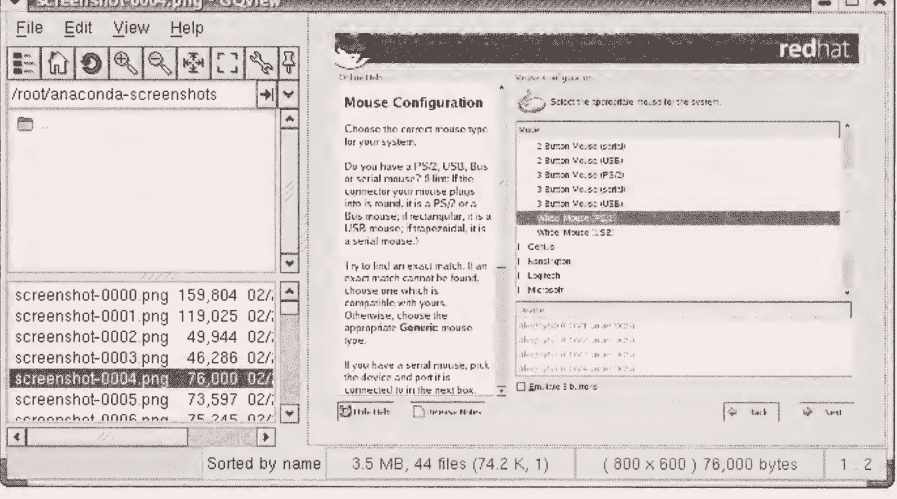 screenshot-0004.png - GQview
File Edit View Help
/root/anaconda-screenshots
..
screenshot-0000.png 159,804 02/
screenshot-0001.png 119,025 02/
screenshot-0002.png 49,944 02/
screenshot-0003.png 46,286 02/
screenshot-0004.png 76,000 02/
screenshot-0005.png 73,597 02/
screenshot-0006.png 75,245 02/
redhat
Online Help
Mouse Configuration
Choose the correct mouse type
for your system.
Do you have a PS/2, USB, Bus
or serial mouse? (Hint: If the
connector your mouse plugs
into is round, it is a PS/2 or a
Bus mouse; if rectangular, it is a
USB mouse; if trapezoidal, it is
a serial mouse.)
Try to find an exact match. If an
exact match cannot be found,
choose one which is
compatible with yours.
Otherwise, choose the
appropriate Generic mouse
type.
If you have a serial mouse, pick
the device and port it is
connected to in the next box.
Hide Help
Release Notes
Mouse Configuration
Select the appropriate mouse for the system.
Model
2 Button Mouse (serial)
2 Button Mouse (USB)
3 Button Mouse (PS/2)
3 Button Mouse (serial)
3 Button Mouse (USB)
Wheel Mouse (PS/2)
Wheel Mouse (USB)
Genius
Kensington
Logitech
Microsoft
Device
Emulate 3 buttons
Back
Next
Sorted by name
3.5 MB, 44 files (74.2 K, 1)
( 800 x 600 ) 76,000 bytes
1 : 2